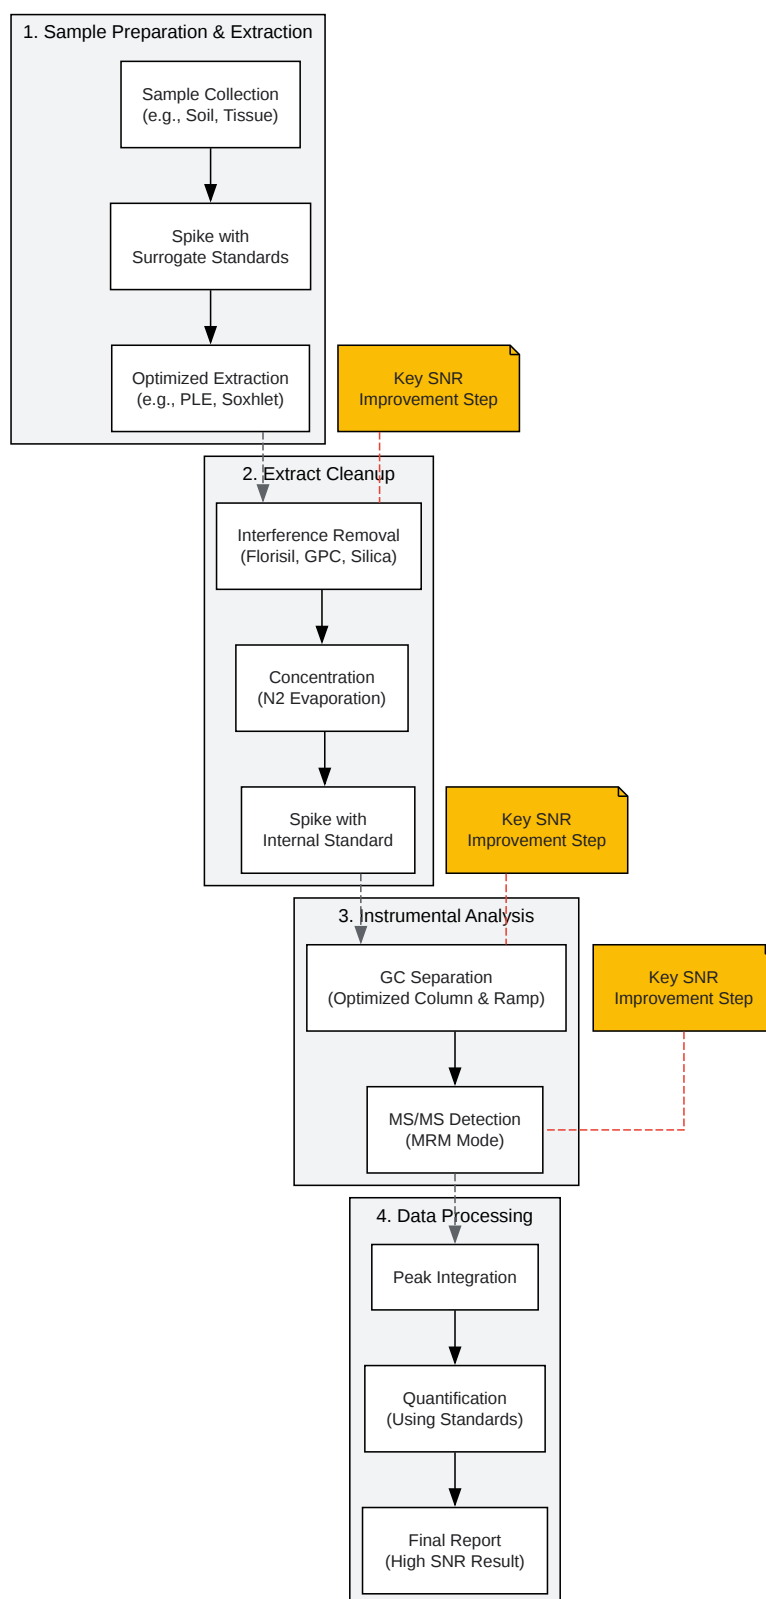 1. Sample Preparation & Extraction
Sample Collection
(e.g., Soil, Tissue)
Spike with
Surrogate Standards
Optimized Extraction
(e.g., PLE, Soxhlet)
Key SNR
Improvement Step
2. Extract Cleanup
Interference Removal
(Florisil, GPC, Silica)
Concentration
(N2 Evaporation)
Spike with
Internal Standard
Key SNR
Improvement Step
3. Instrumental Analysis
GC Separation
(Optimized Column & Ramp)
Key SNR
Improvement Step
MS/MS Detection
(MRM Mode)
4. Data Processing
Peak Integration
Quantification
(Using Standards)
Final Report
(High SNR Result)